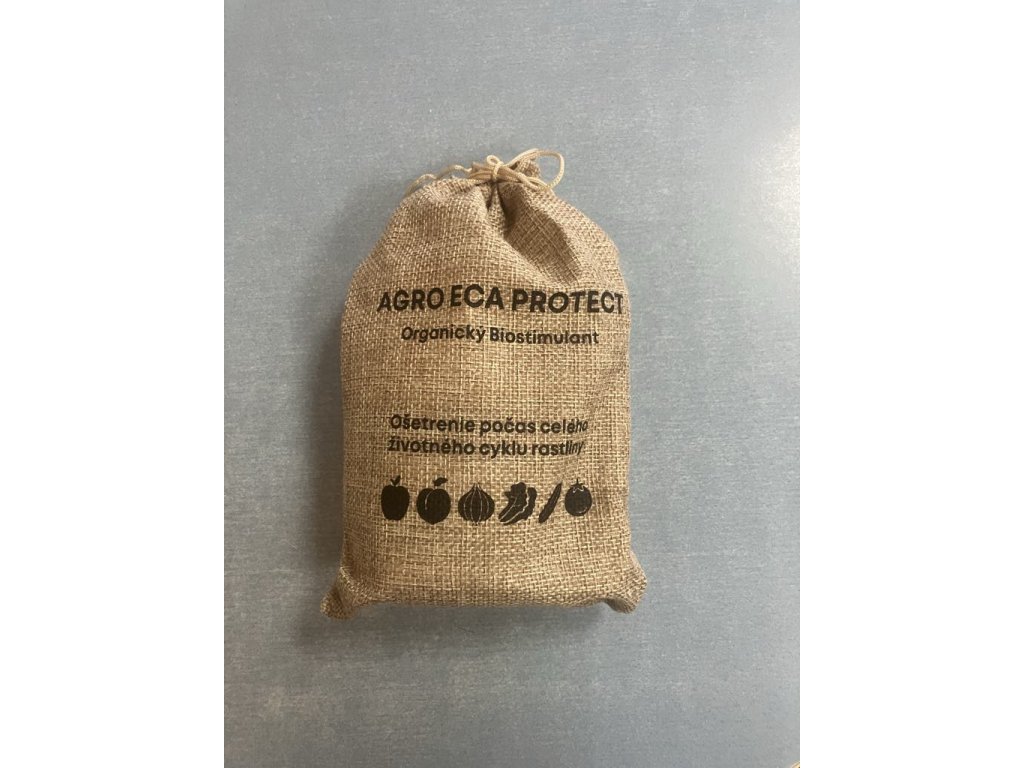 AGRO ECA PROTECT
Organický Biostimulant
Ošetrenie počas celého
životného cyklu rastliny